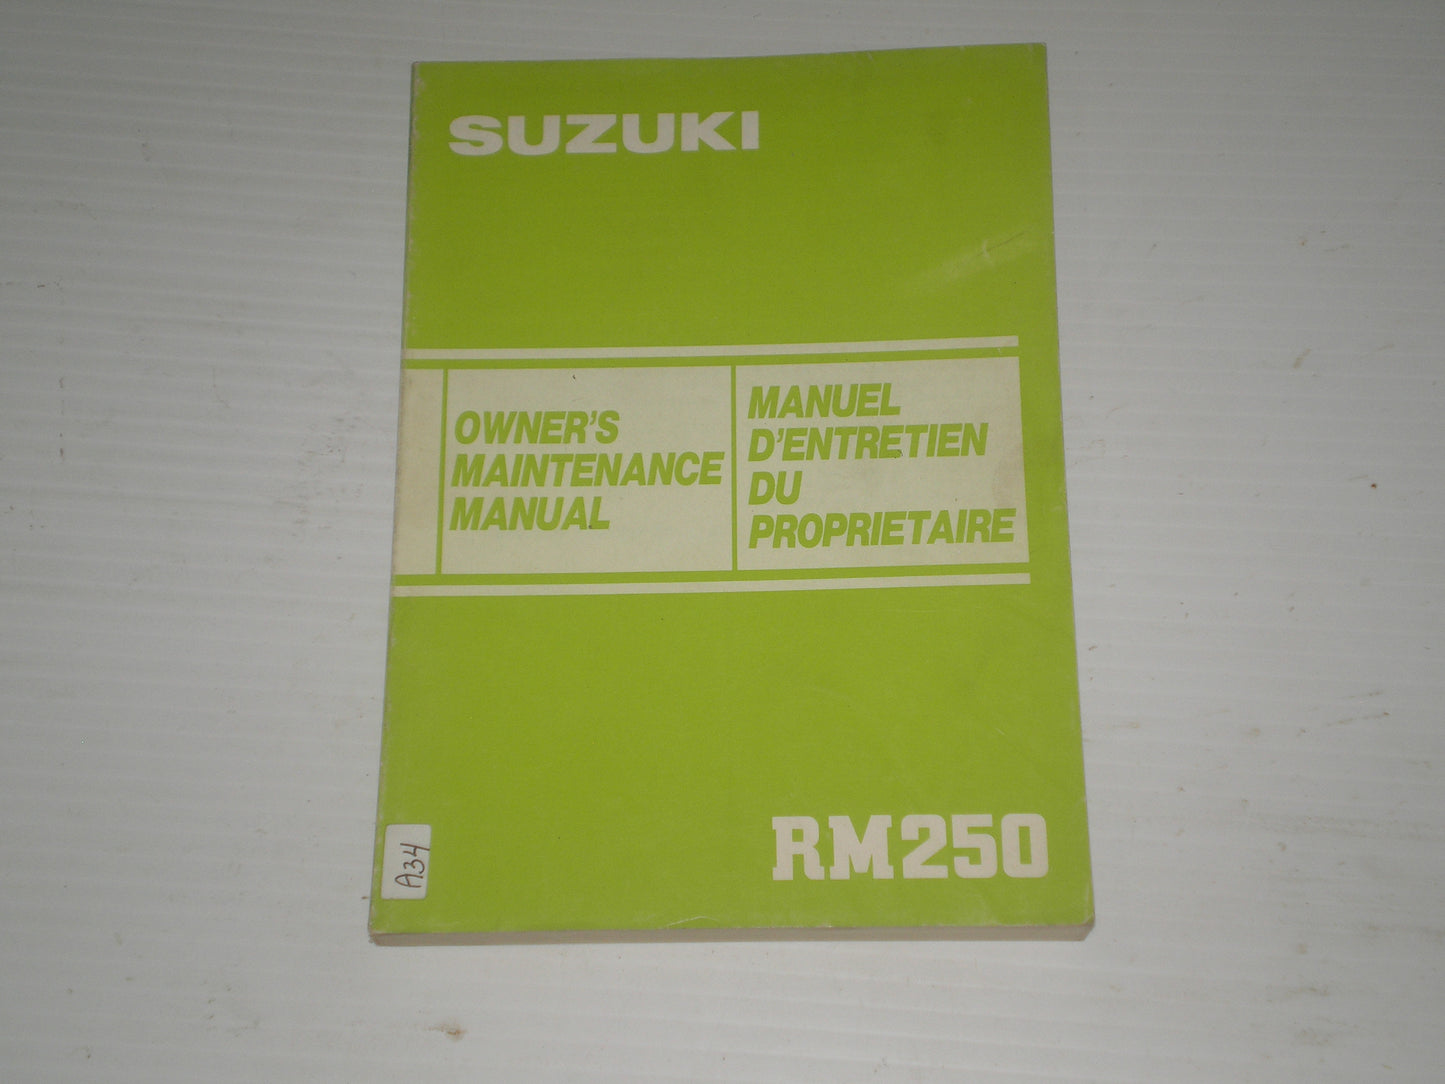 SUZUKI
OWNER'S
MAINTENANCE
MANUAL
MANUEL
D'ENTRETIEN
DU
PROPRIETAIRE
RM250
A34